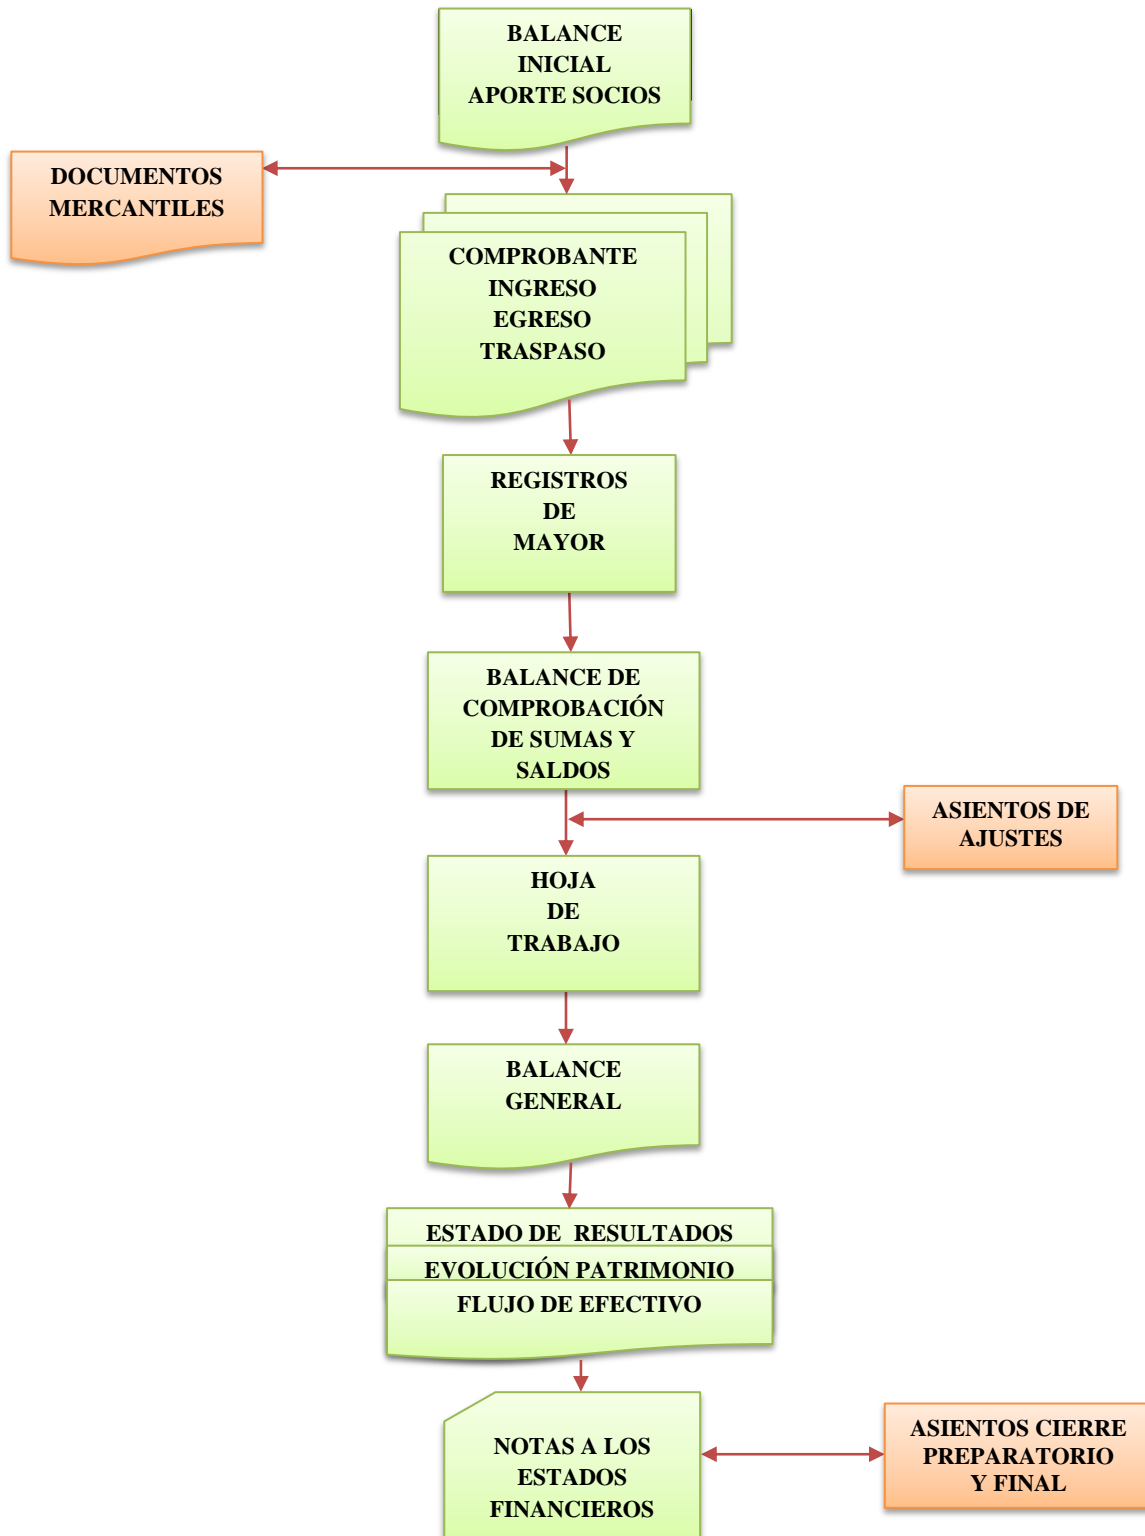 BALANCE
INICIAL
APORTE SOCIOS
DOCUMENTOS
MERCANTILES
COMPROBANTE
INGRESO
EGRESO
TRASPASO
REGISTROS
DE
MAYOR
BALANCE DE
COMPROBACIÓN
DE SUMAS Y
SALDOS
ASIENTOS DE
AJUSTES
HOJA
DE
TRABAJO
BALANCE
GENERAL
ESTADO DE  RESULTADOS
EVOLUCIÓN PATRIMONIO
FLUJO DE EFECTIVO
NOTAS A LOS
ESTADOS
FINANCIEROS
ASIENTOS CIERRE
PREPARATORIO
Y FINAL